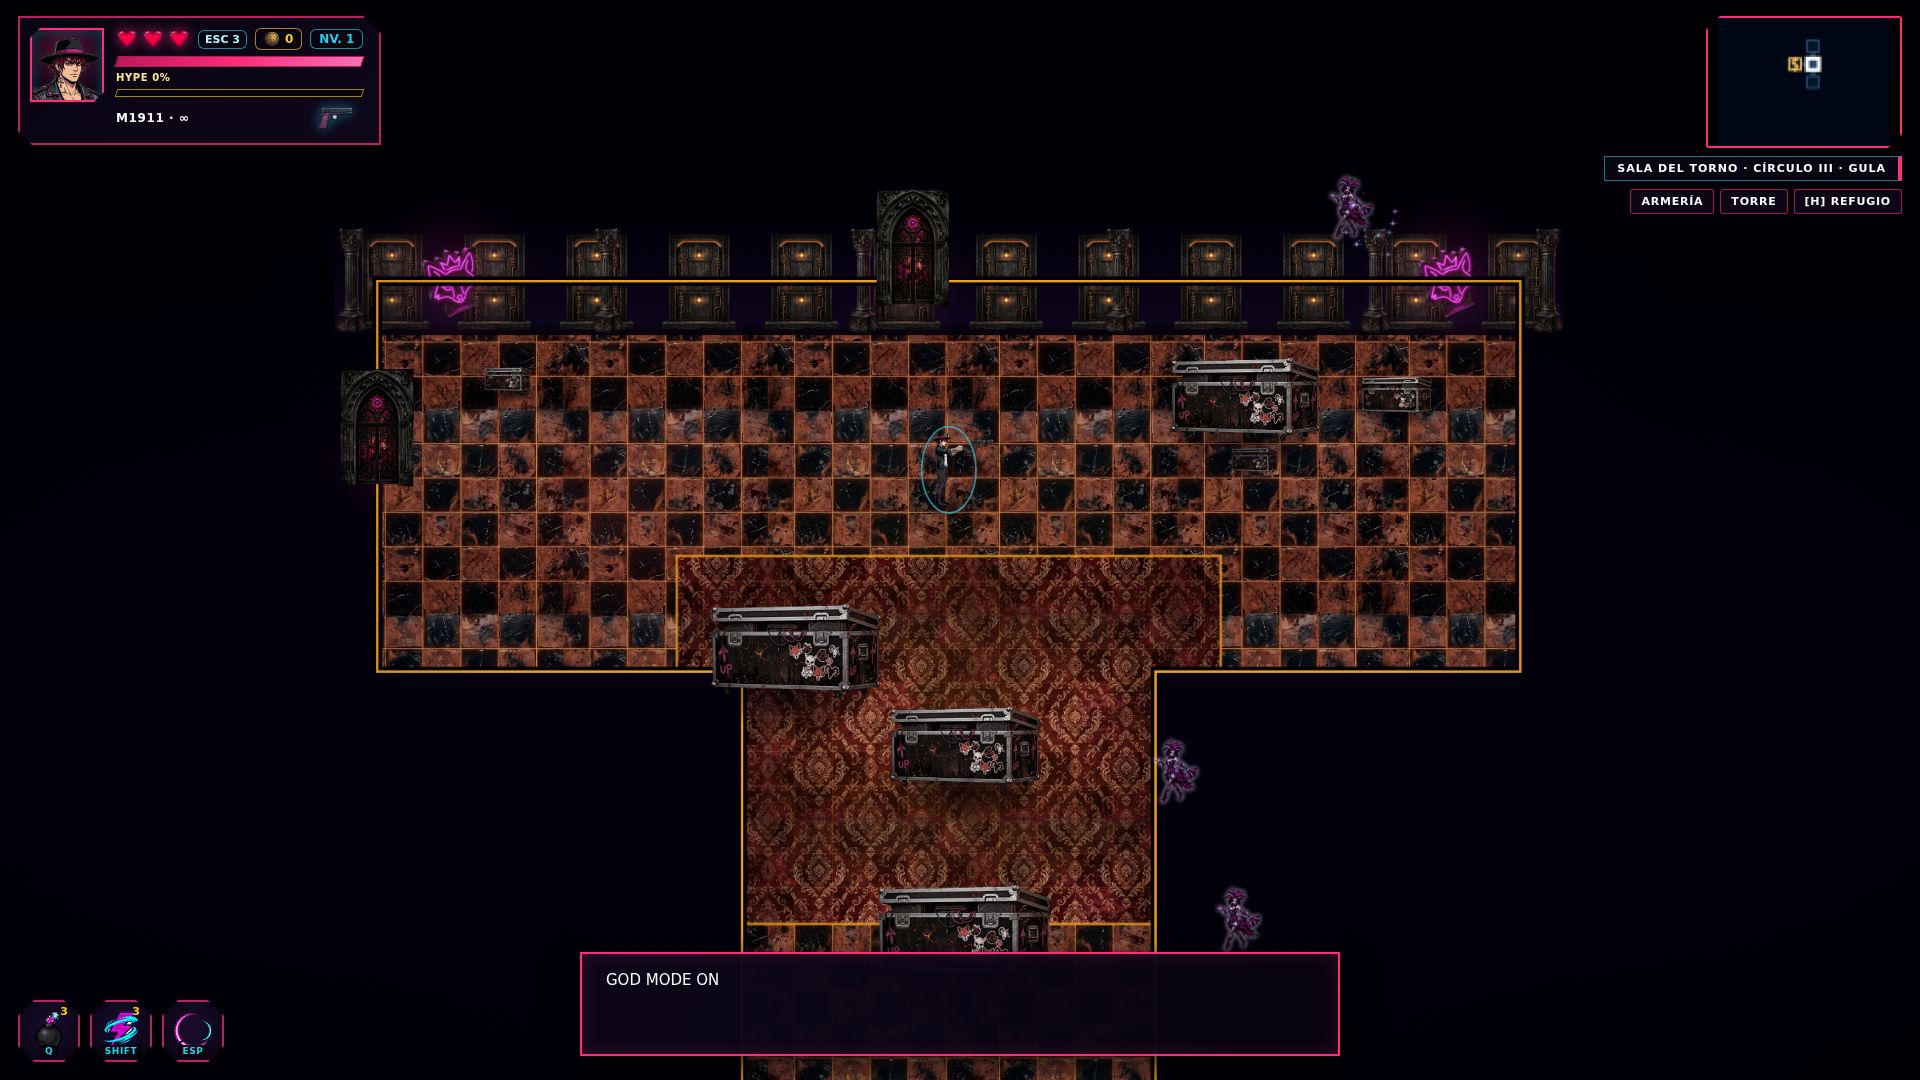 ESC 3
0
NV. 1
HYPE 0%
M1911 · ∞
SALA DEL TORNO · CÍRCULO III · GULA
ARMERÍA
TORRE
[H] REFUGIO
UP
UP
UP
UP
GOD MODE ON
3
Q
3
SHIFT
ESP